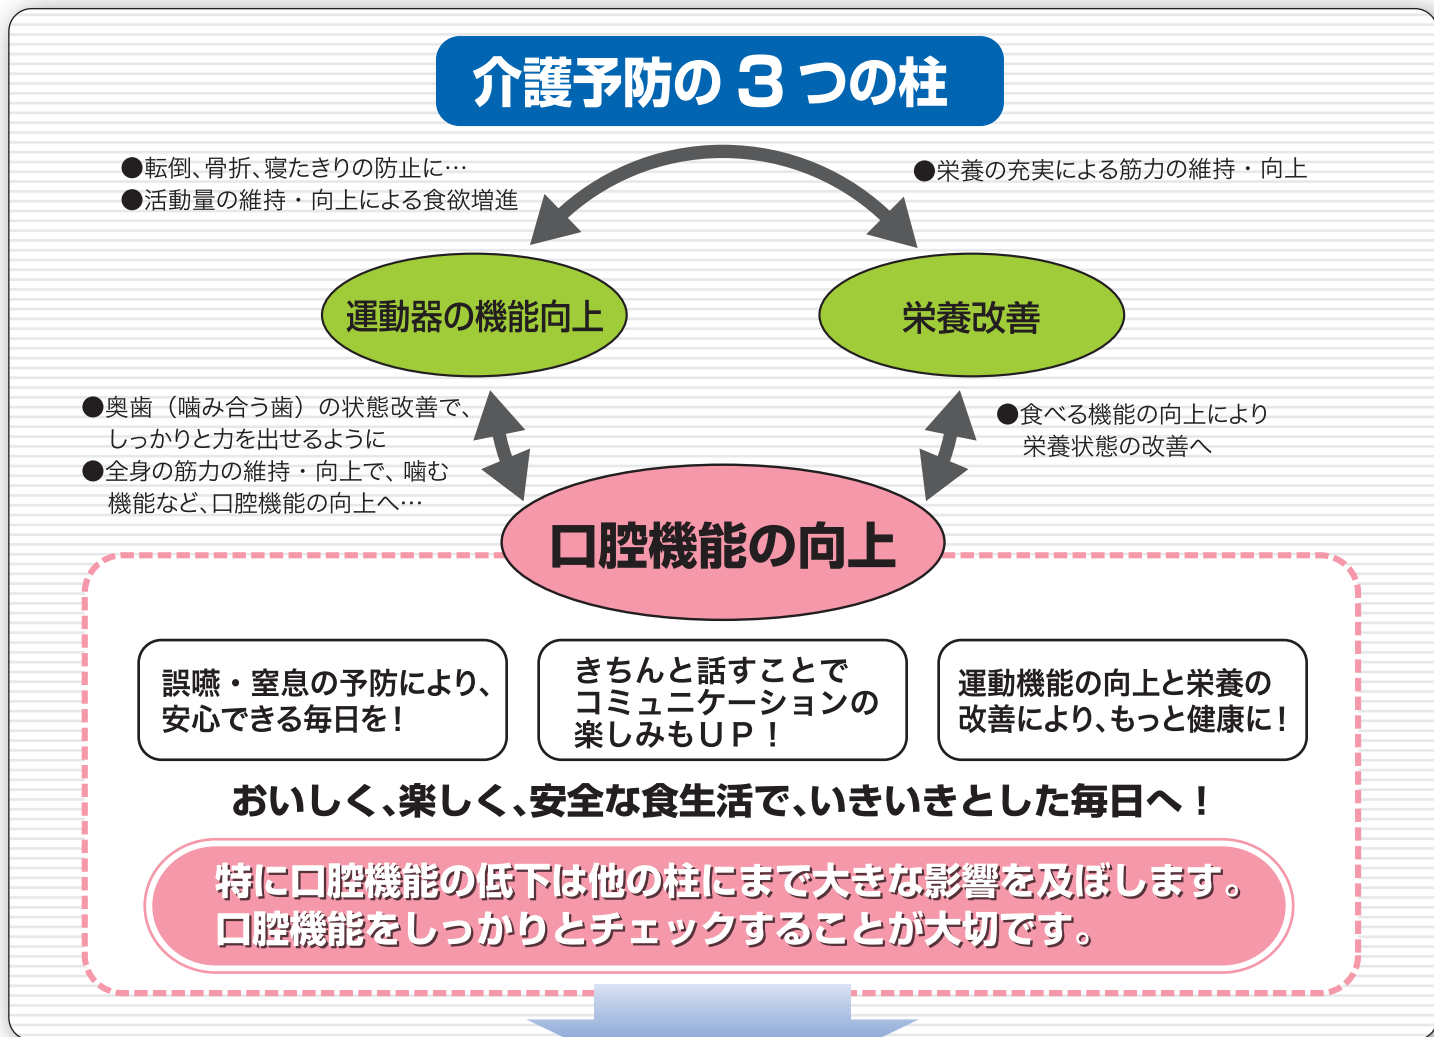 介護予防の3つの柱
●転倒、骨折、寝たきりの防止に…
●活動量の維持・向上による食欲増進
●栄養の充実による筋力の維持・向上
運動器の機能向上
栄養改善
●奥歯（噛み合う歯）の状態改善で、
しっかりと力を出せるように
●全身の筋力の維持・向上で、噛む
機能など、口腔機能の向上へ…
●食べる機能の向上により
栄養状態の改善へ
口腔機能の向上
誤嚥・窒息の予防により、
安心できる毎日を！
きちんと話すことで
コミュニケーションの
楽しみもＵＰ！
運動機能の向上と栄養の
改善により、もっと健康に！
おいしく、楽しく、安全な食生活で、いきいきとした毎日へ！
特に口腔機能の低下は他の柱にまで大きな影響を及ぼします。
口腔機能をしっかりとチェックすることが大切です。